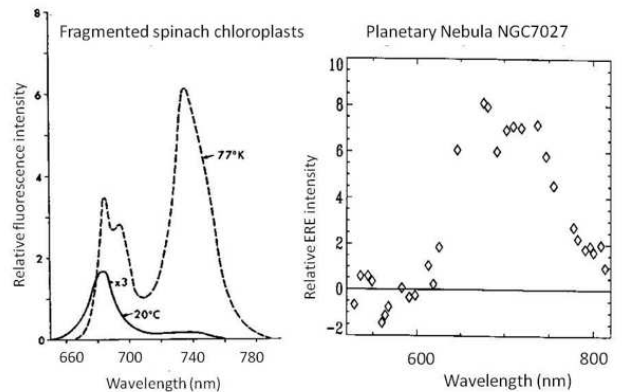 Fragmented spinach chloroplasts
Relative fluorescence intensity
8
6
4
2
0
77°K
x3
20°C
660
700
740
780
Wavelength (nm)
Planetary Nebula NGC7027
Relative ERE intensity
10
8
6
4
2
0
-2
600
800
Wavelength (nm)